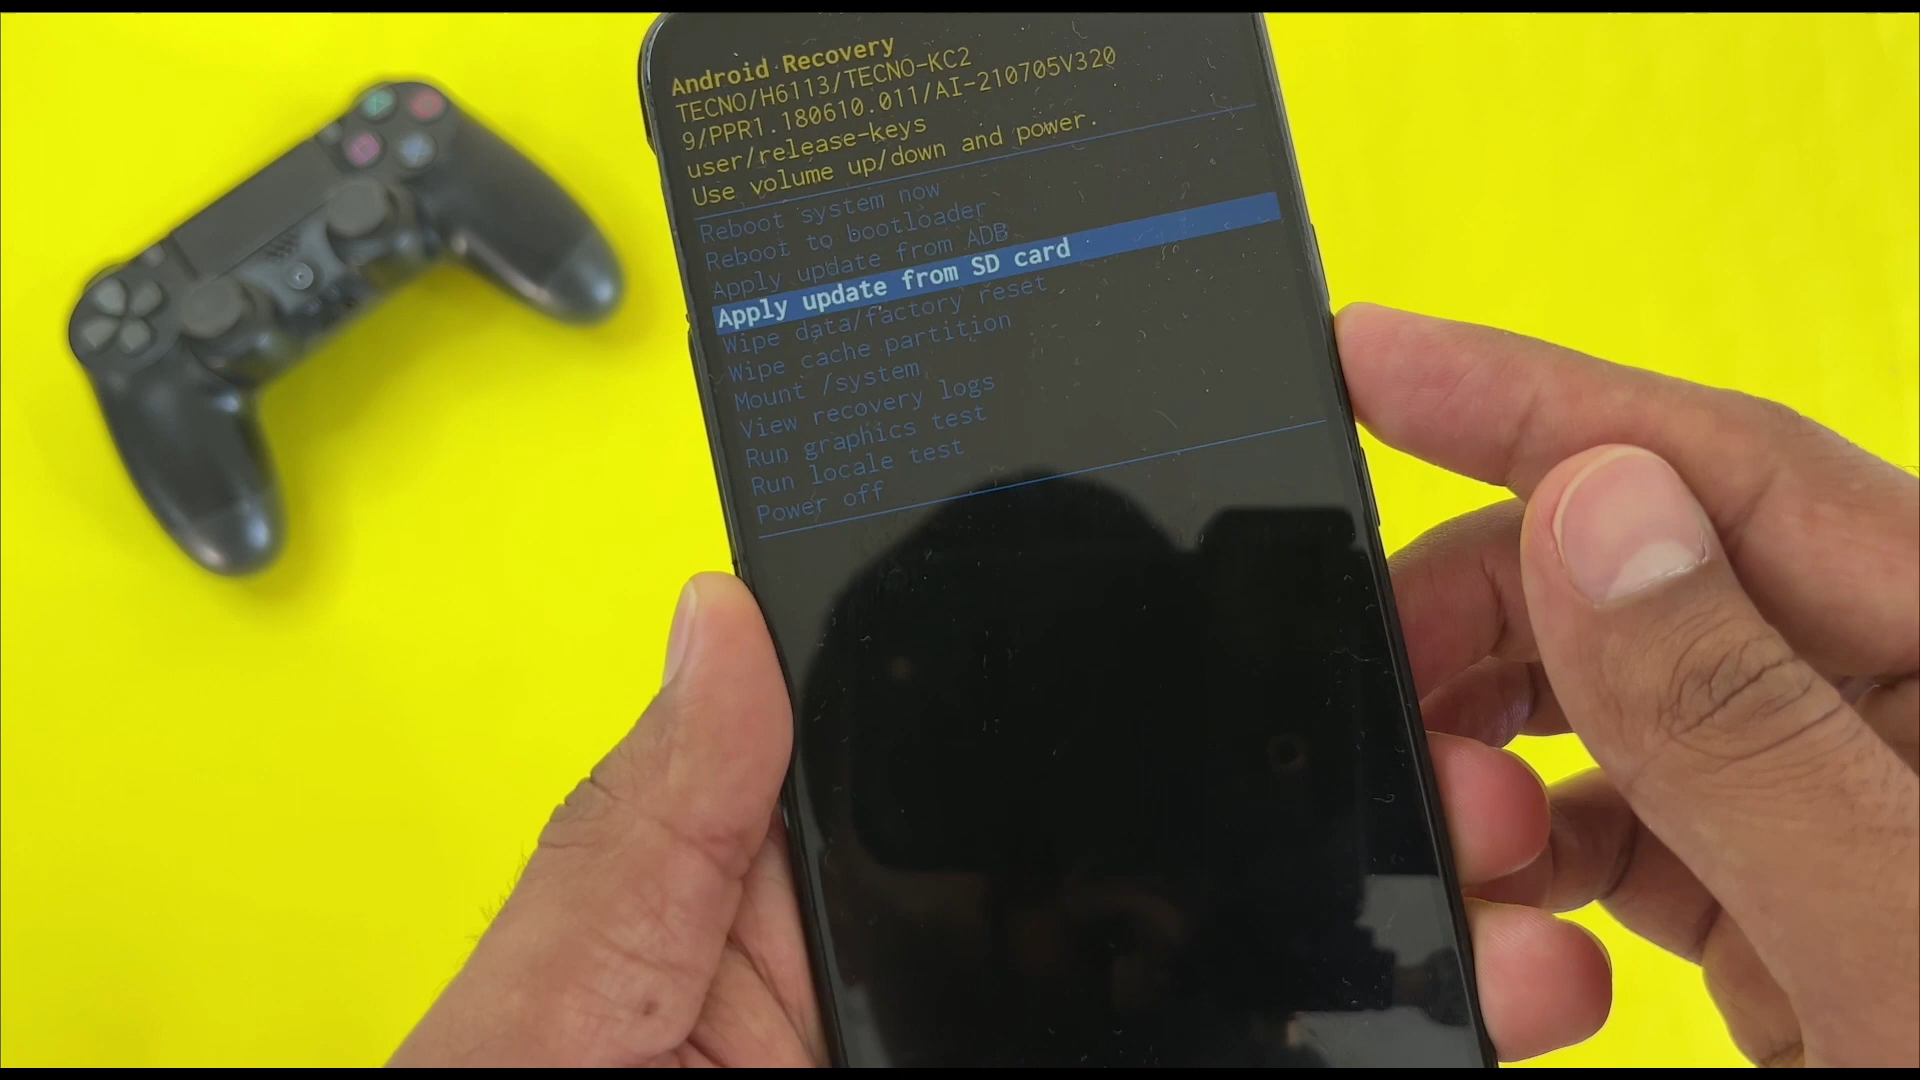 Android Recovery
TECNO/H6113/TECNO-KC2
9/PPR1.180610.011/AI-210705V320
user/release-keys
Use volume up/down and power.
Reboot system now
Reboot to bootloader
Apply update from ADB
Apply update from SD card
Wipe data/factory reset
Wipe cache partition
Mount /system
View recovery logs
Run graphics test
Run locale test
Power off